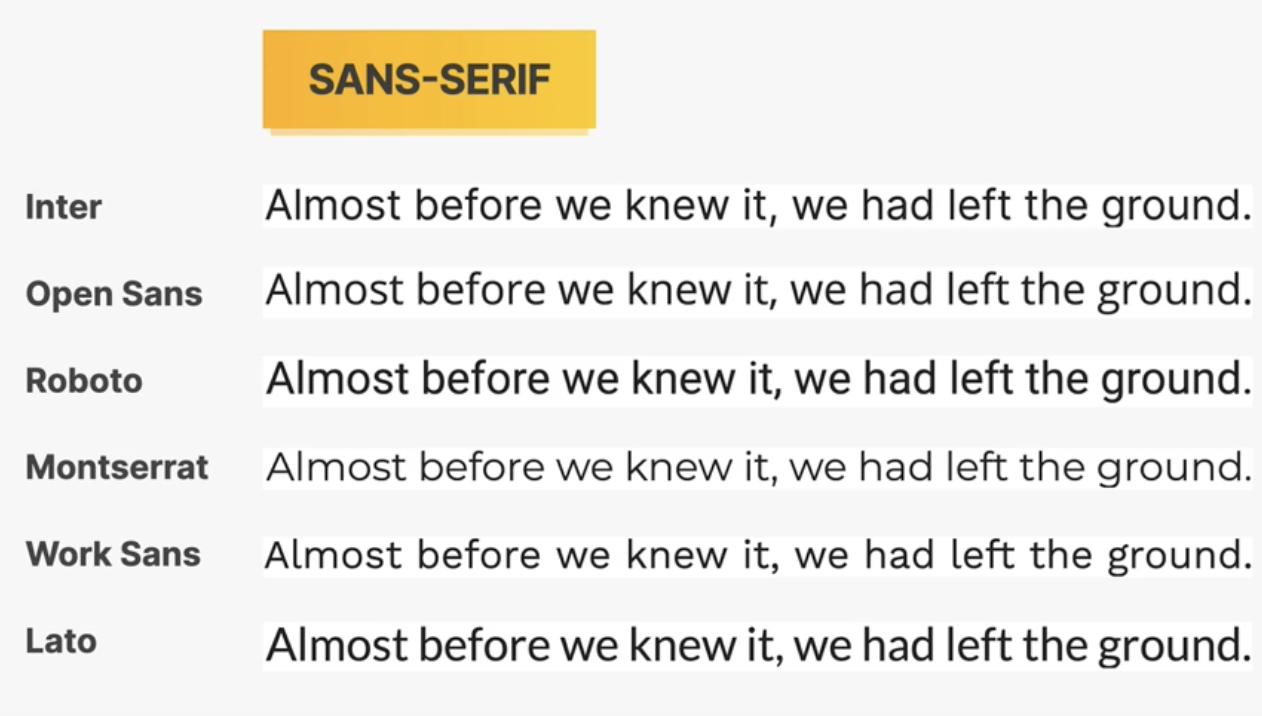 SANS-SERIF
Inter Almost before we knew it, we had left the ground.
Open Sans Almost before we knew it, we had left the ground.
Roboto Almost before we knew it, we had left the ground.
Montserrat Almost before we knew it, we had left the ground.
Work Sans Almost before we knew it, we had left the ground.
Lato Almost before we knew it, we had left the ground.